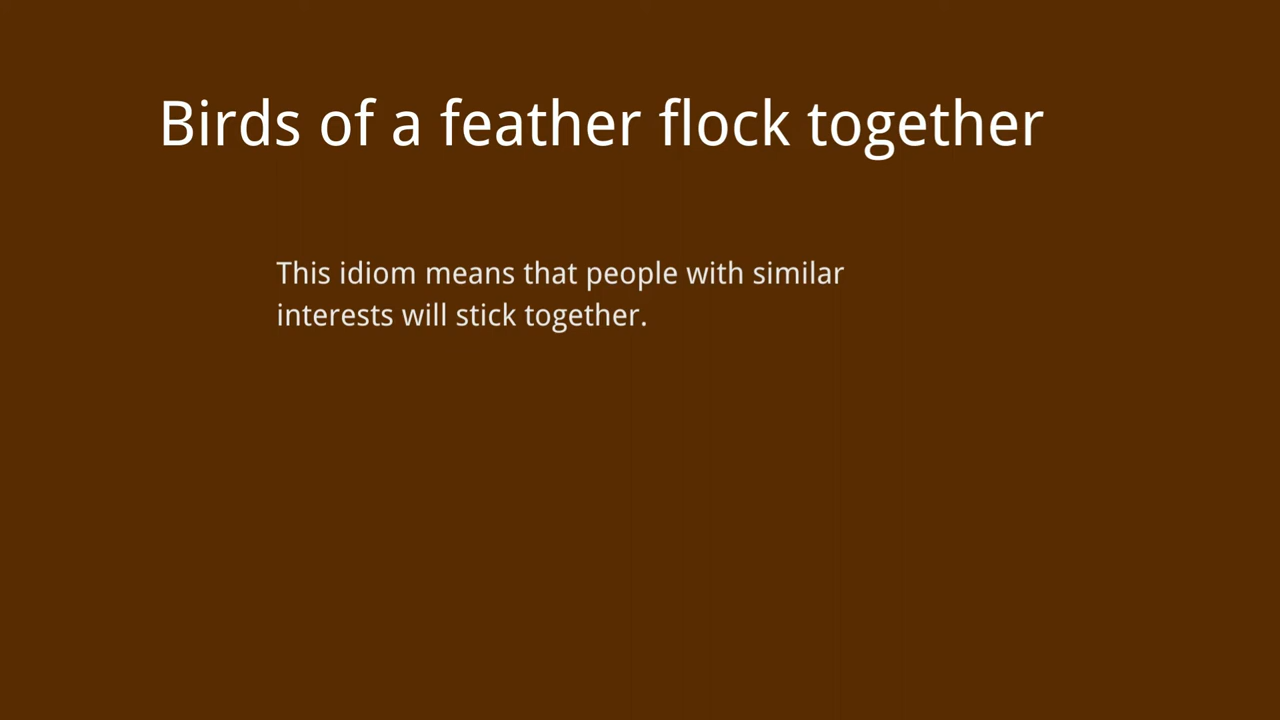 Birds of a feather flock together
This idiom means that people with similar
interests will stick together.